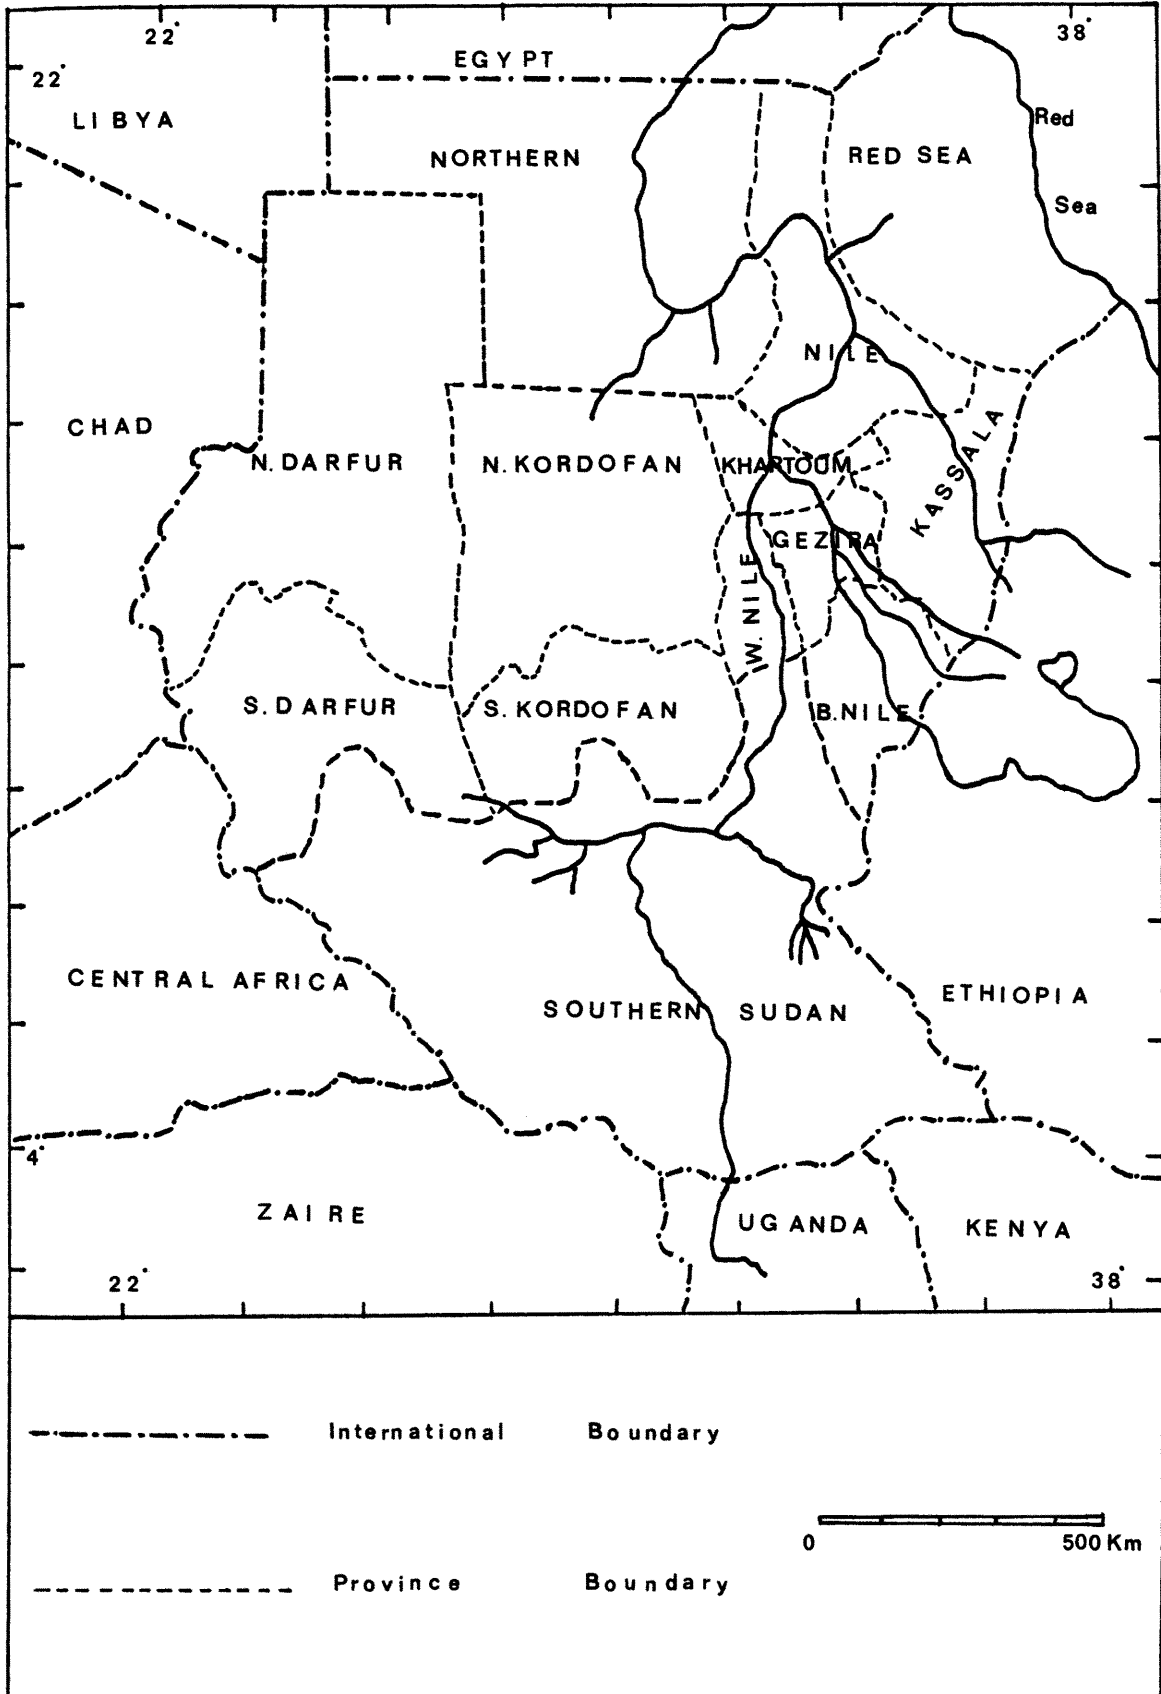 22°
38°
22°
EGYPT
LIBYA
Red
NORTHERN
RED SEA
Sea
NILE
CHAD
KASSALA
N. DARFUR
N. KORDOFAN
KHARTOUM
GEZIRA
W. NILE
S. DARFUR
S. KORDOFAN
B. NILE
CENTRAL AFRICA
ETHIOPIA
SOUTHERN SUDAN
4°
ZAIRE
UGANDA
KENYA
22°
38°
International Boundary
0 500 Km
Province Boundary